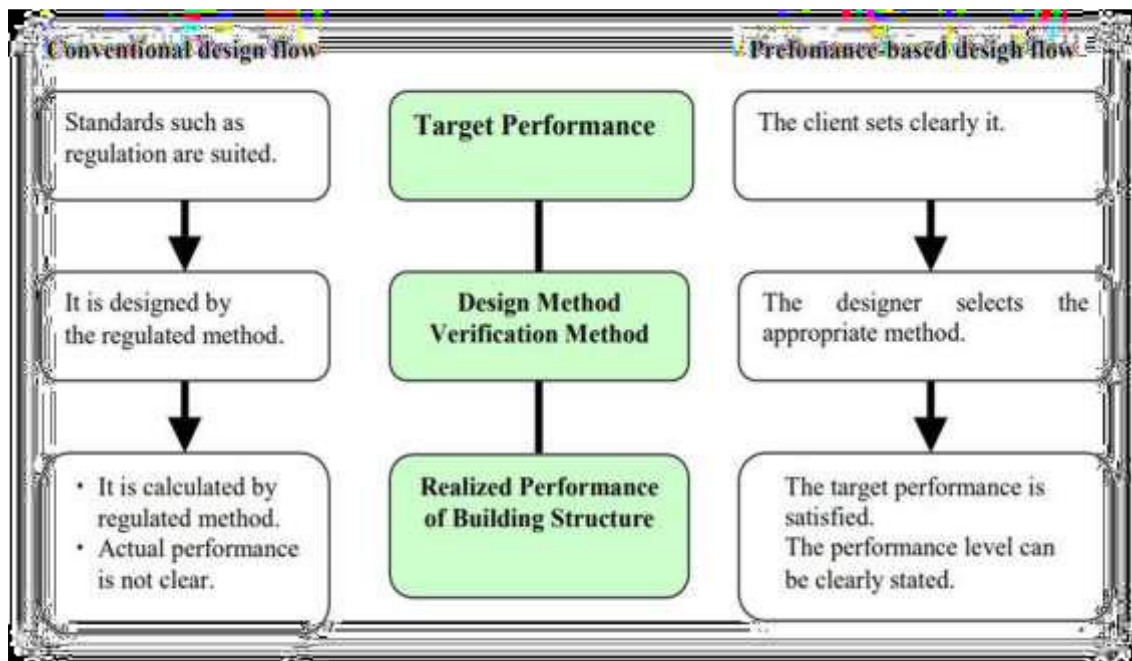 Conventional design flow
Prefomance-based desigh flow
Standards such as
regulation are suited.
Target Performance
The client sets clearly it.
It is designed by
the regulated method.
Design Method
Verification Method
The designer selects the
appropriate method.
• It is calculated by
regulated method.
• Actual performance
is not clear.
Realized Performance
of Building Structure
The target performance is
satisfied.
The performance level can
be clearly stated.